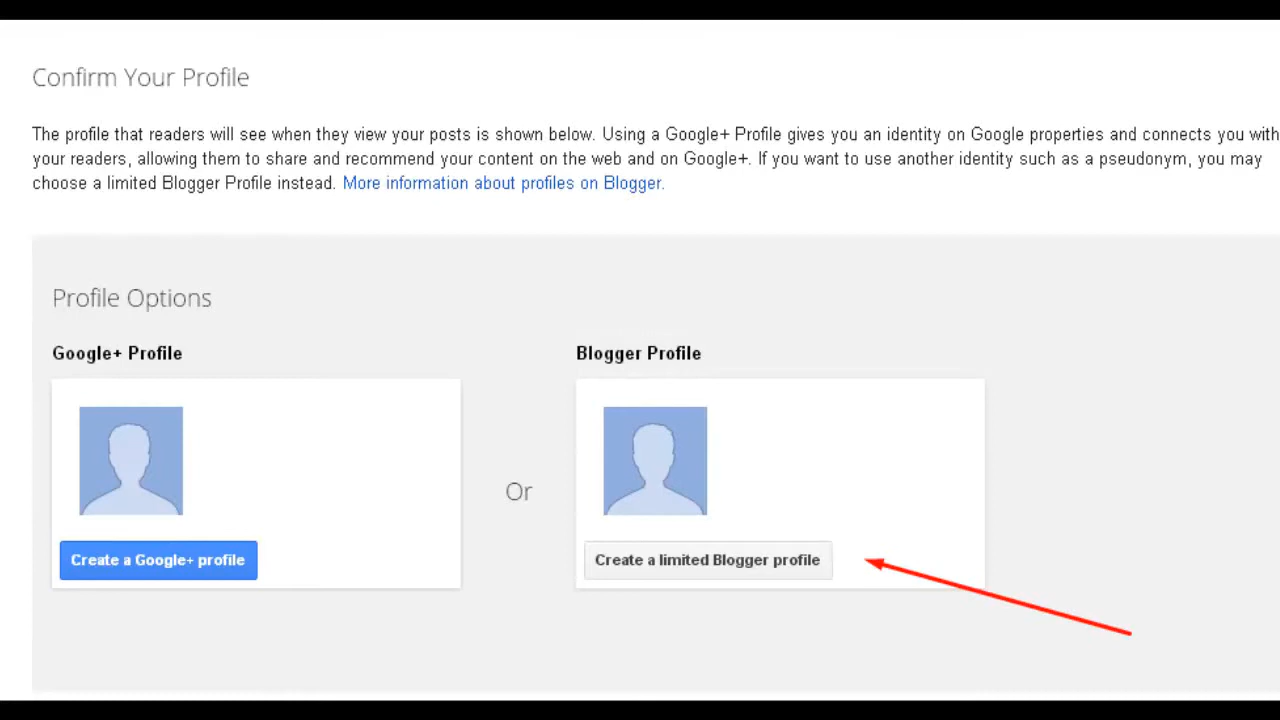 Confirm Your Profile
The profile that readers will see when they view your posts is shown below. Using a Google+ Profile gives you an identity on Google properties and connects you with
your readers, allowing them to share and recommend your content on the web and on Google+. If you want to use another identity such as a pseudonym, you may
choose a limited Blogger Profile instead. More information about profiles on Blogger.
Profile Options
Google+ Profile
Blogger Profile
Or
Create a Google+ profile
Create a limited Blogger profile